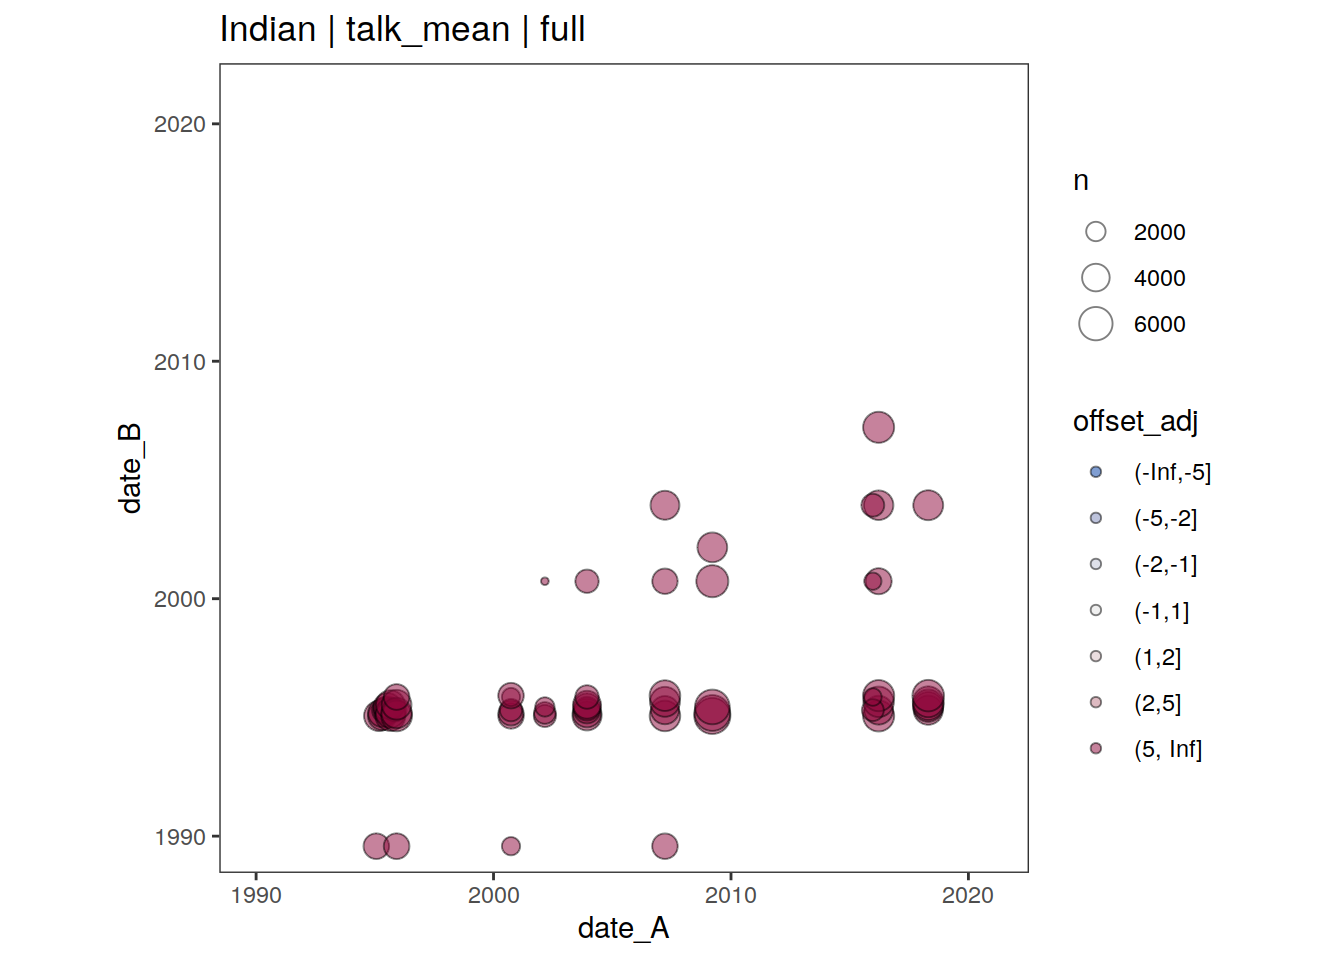 Indian | talk_mean | full
2020
2010
2000
1990
date_B
1990
2000
2010
2020
date_A
n
2000
4000
6000
offset_adj
(-Inf,-5]
(-5,-2]
(-2,-1]
(-1,1]
(1,2]
(2,5]
(5, Inf]